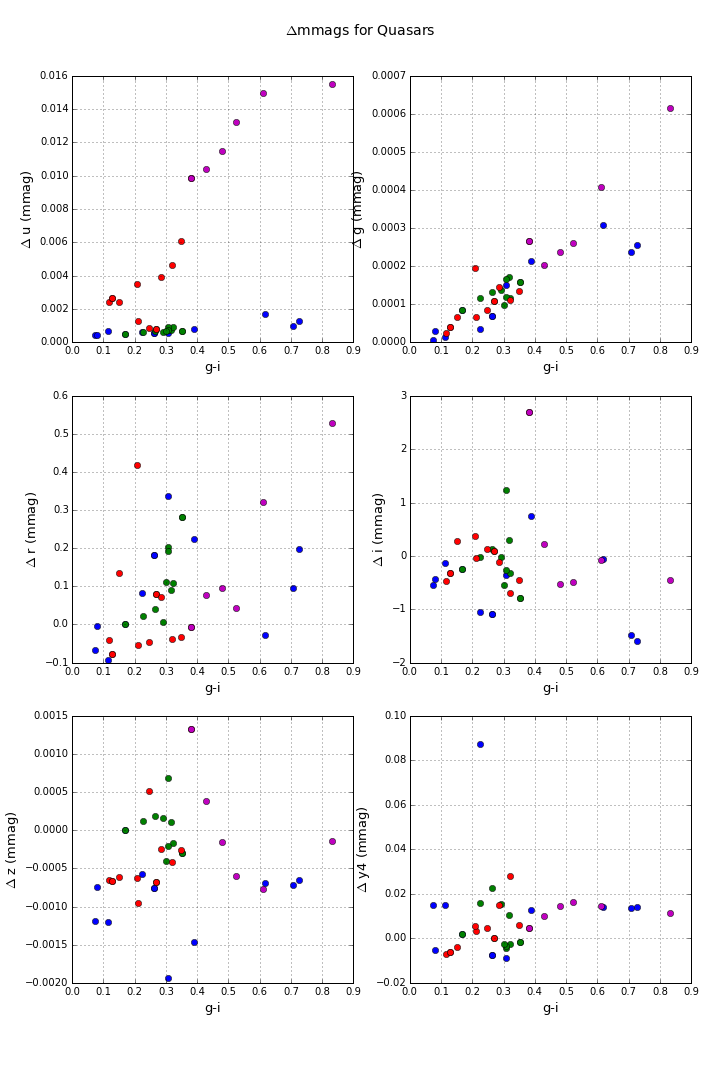 Δmmags for Quasars
0.016
0.014
0.012
0.010
0.008
0.006
0.004
0.002
0.000
Δ u (mmag)
0.0 0.1 0.2 0.3 0.4 0.5 0.6 0.7 0.8 0.9
g-i
0.0007
0.0006
0.0005
0.0004
0.0003
0.0002
0.0001
0.0000
Δ g (mmag)
0.0 0.1 0.2 0.3 0.4 0.5 0.6 0.7 0.8 0.9
g-i
0.6
0.5
0.4
0.3
0.2
0.1
0.0
−0.1
Δ r (mmag)
0.0 0.1 0.2 0.3 0.4 0.5 0.6 0.7 0.8 0.9
g-i
3
2
1
0
−1
−2
Δ i (mmag)
0.0 0.1 0.2 0.3 0.4 0.5 0.6 0.7 0.8 0.9
g-i
0.0015
0.0010
0.0005
0.0000
−0.0005
−0.0010
−0.0015
−0.0020
Δ z (mmag)
0.0 0.1 0.2 0.3 0.4 0.5 0.6 0.7 0.8 0.9
g-i
0.10
0.08
0.06
0.04
0.02
0.00
−0.02
Δ y4 (mmag)
0.0 0.1 0.2 0.3 0.4 0.5 0.6 0.7 0.8 0.9
g-i